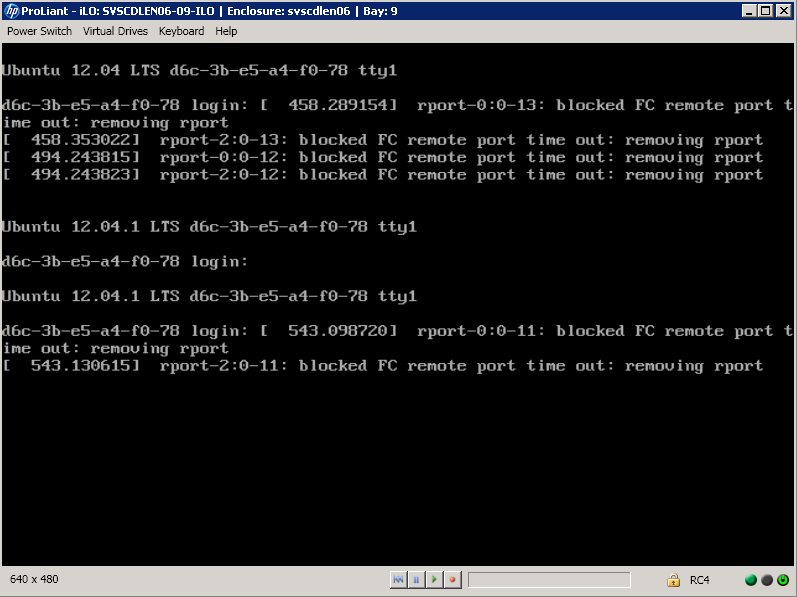 hp ProLiant - iLO: SVSCDLEN06-09-ILO | Enclosure: svscdlen06 | Bay: 9
Power Switch Virtual Drives Keyboard Help
Ubuntu 12.04 LTS d6c-3b-e5-a4-f0-78 tty1
d6c-3b-e5-a4-f0-78 login: [  458.289154]  rport-0:0-13: blocked FC remote port t
ime out: removing rport
[  458.353022]  rport-2:0-13: blocked FC remote port time out: removing rport
[  494.243815]  rport-0:0-12: blocked FC remote port time out: removing rport
[  494.243823]  rport-2:0-12: blocked FC remote port time out: removing rport
Ubuntu 12.04.1 LTS d6c-3b-e5-a4-f0-78 tty1
d6c-3b-e5-a4-f0-78 login:
Ubuntu 12.04.1 LTS d6c-3b-e5-a4-f0-78 tty1
d6c-3b-e5-a4-f0-78 login: [  543.098720]  rport-0:0-11: blocked FC remote port t
ime out: removing rport
[  543.130615]  rport-2:0-11: blocked FC remote port time out: removing rport
640 x 480 RC4